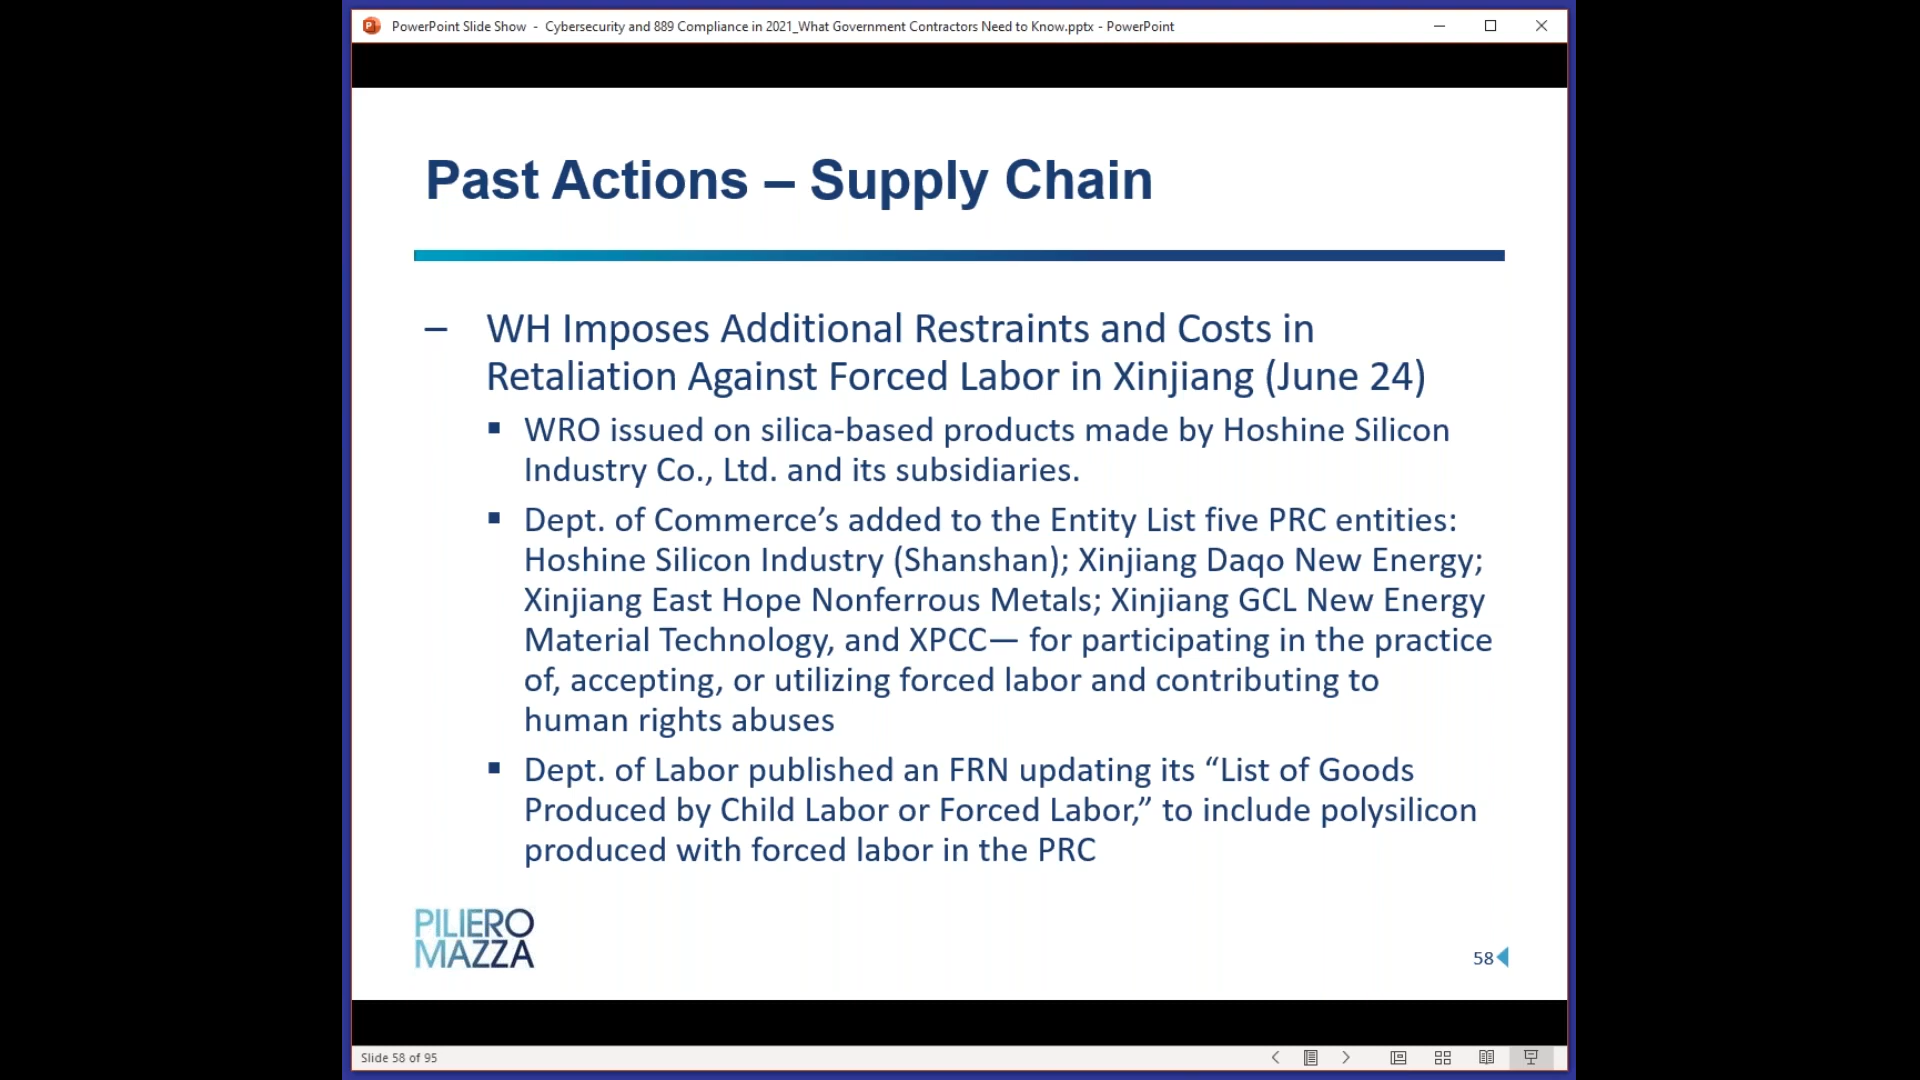 PowerPoint Slide Show - Cybersecurity and 889 Compliance in 2021_What Government Contractors Need to Know.pptx - PowerPoint
Past Actions – Supply Chain
– WH Imposes Additional Restraints and Costs in
Retaliation Against Forced Labor in Xinjiang (June 24)
▪ WRO issued on silica-based products made by Hoshine Silicon
Industry Co., Ltd. and its subsidiaries.
▪ Dept. of Commerce’s added to the Entity List five PRC entities:
Hoshine Silicon Industry (Shanshan); Xinjiang Daqo New Energy;
Xinjiang East Hope Nonferrous Metals; Xinjiang GCL New Energy
Material Technology, and XPCC— for participating in the practice
of, accepting, or utilizing forced labor and contributing to
human rights abuses
▪ Dept. of Labor published an FRN updating its “List of Goods
Produced by Child Labor or Forced Labor,” to include polysilicon
produced with forced labor in the PRC
PILIERO
MAZZA
58
Slide 58 of 95